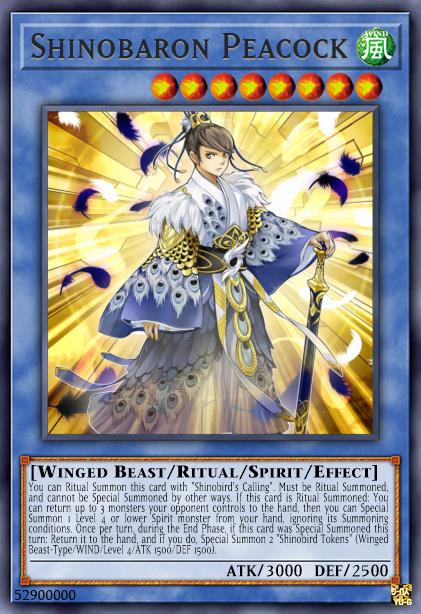 SHINOBARON PEACOCK
WIND
風
[WINGED BEAST/RITUAL/SPIRIT/EFFECT]
You can Ritual Summon this card with "Shinobird's Calling". Must be Ritual Summoned,
and cannot be Special Summoned by other ways. If this card is Ritual Summoned: You
can return up to 3 monsters your opponent controls to the hand, then you can Special
Summon 1 Level 4 or lower Spirit monster from your hand, ignoring its Summoning
conditions. Once per turn, during the End Phase, if this card was Special Summoned this
turn: Return it to the hand, and if you do, Special Summon 2 "Shinobird Tokens" (Winged
Beast-Type/WIND/Level 4/ATK 1500/DEF 1500).
ATK/3000 DEF/2500
52900000